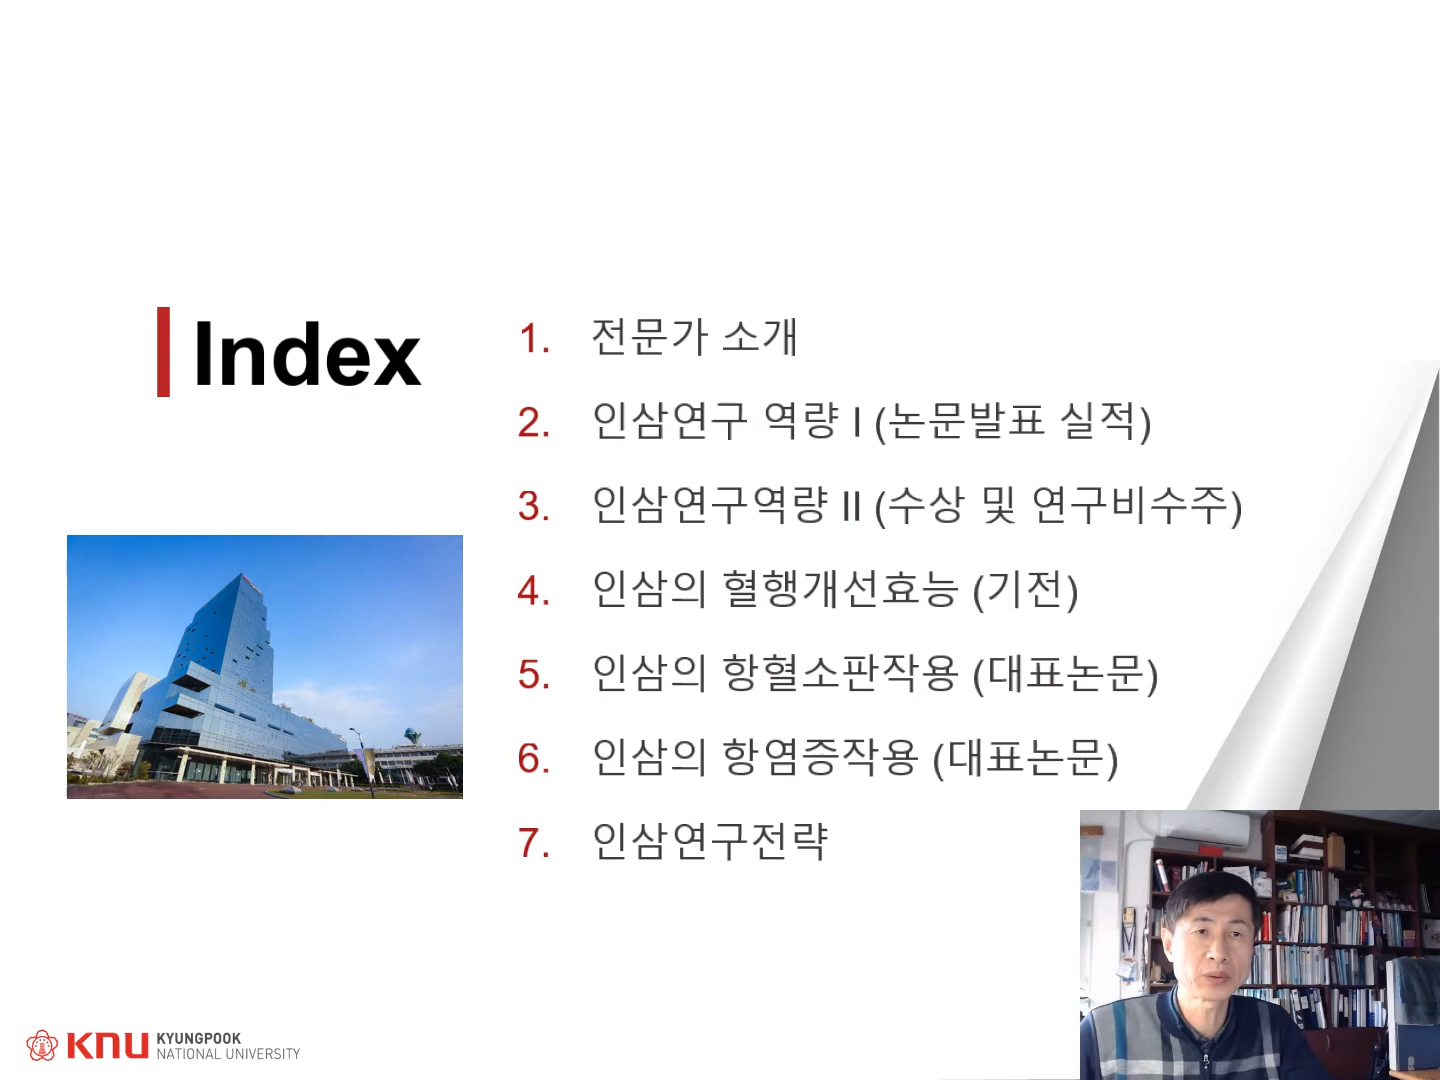 Index
1. 전문가 소개
2. 인삼연구 역량 I (논문발표 실적)
3. 인삼연구역량 II (수상 및 연구비수주)
4. 인삼의 혈행개선효능 (기전)
5. 인삼의 항혈소판작용 (대표논문)
6. 인삼의 항염증작용 (대표논문)
7. 인삼연구전략
KNU KYUNGPOOK
NATIONAL UNIVERSITY